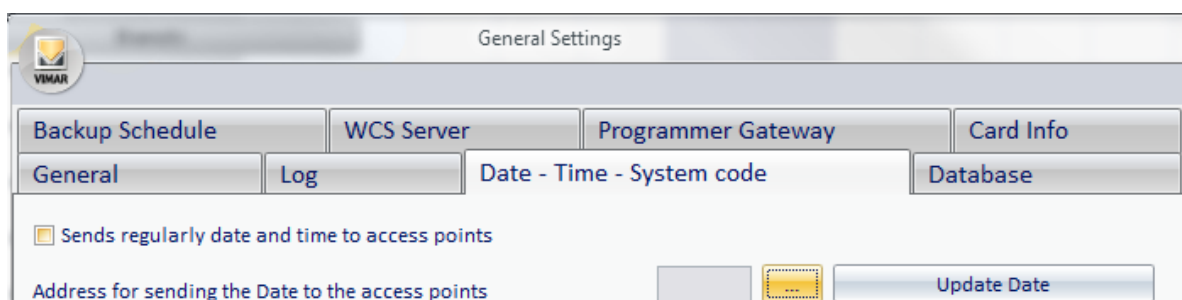 General Settings
VIMAR
Backup Schedule WCS Server Programmer Gateway Card Info
General Log Date - Time - System code Database
Sends regularly date and time to access points
Address for sending the Date to the access points ... Update Date